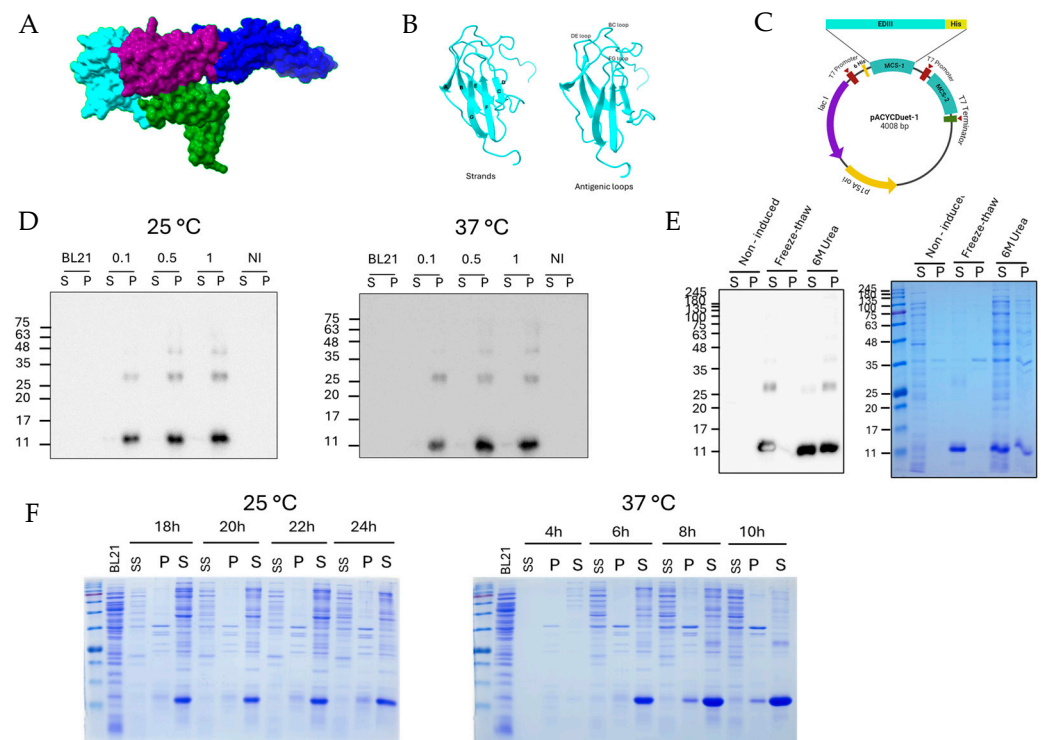 A
B
C
BC loop
DE loop
FG loop
Strands
Antigenic loops
EDIII His
T7 Promoter
6 His
MCS-1
T7 Promoter
MCS-2
T7 Terminator
lac I
pACYCDuet-1
4008 bp
p15A ori
D
25 °C
BL21 0.1 0.5 1 NI
S P S P S P S P S P
75
63
48
35
25
20
17
11
37 °C
BL21 0.1 0.5 1 NI
S P S P S P S P S P
75
63
48
35
25
20
17
11
E
Non - induced
Freeze-thaw
6M Urea
S P S P S P
245
180
135
100
75
63
48
35
25
20
17
11
Non - induced
Freeze-thaw
6M Urea
S P S P S P
245
180
135
100
75
63
48
35
25
20
17
11
F
25 °C
18h 20h 22h 24h
BL21 SS P S SS P S SS P S SS P S
37 °C
4h 6h 8h 10h
BL21 SS P S SS P S SS P S SS P S